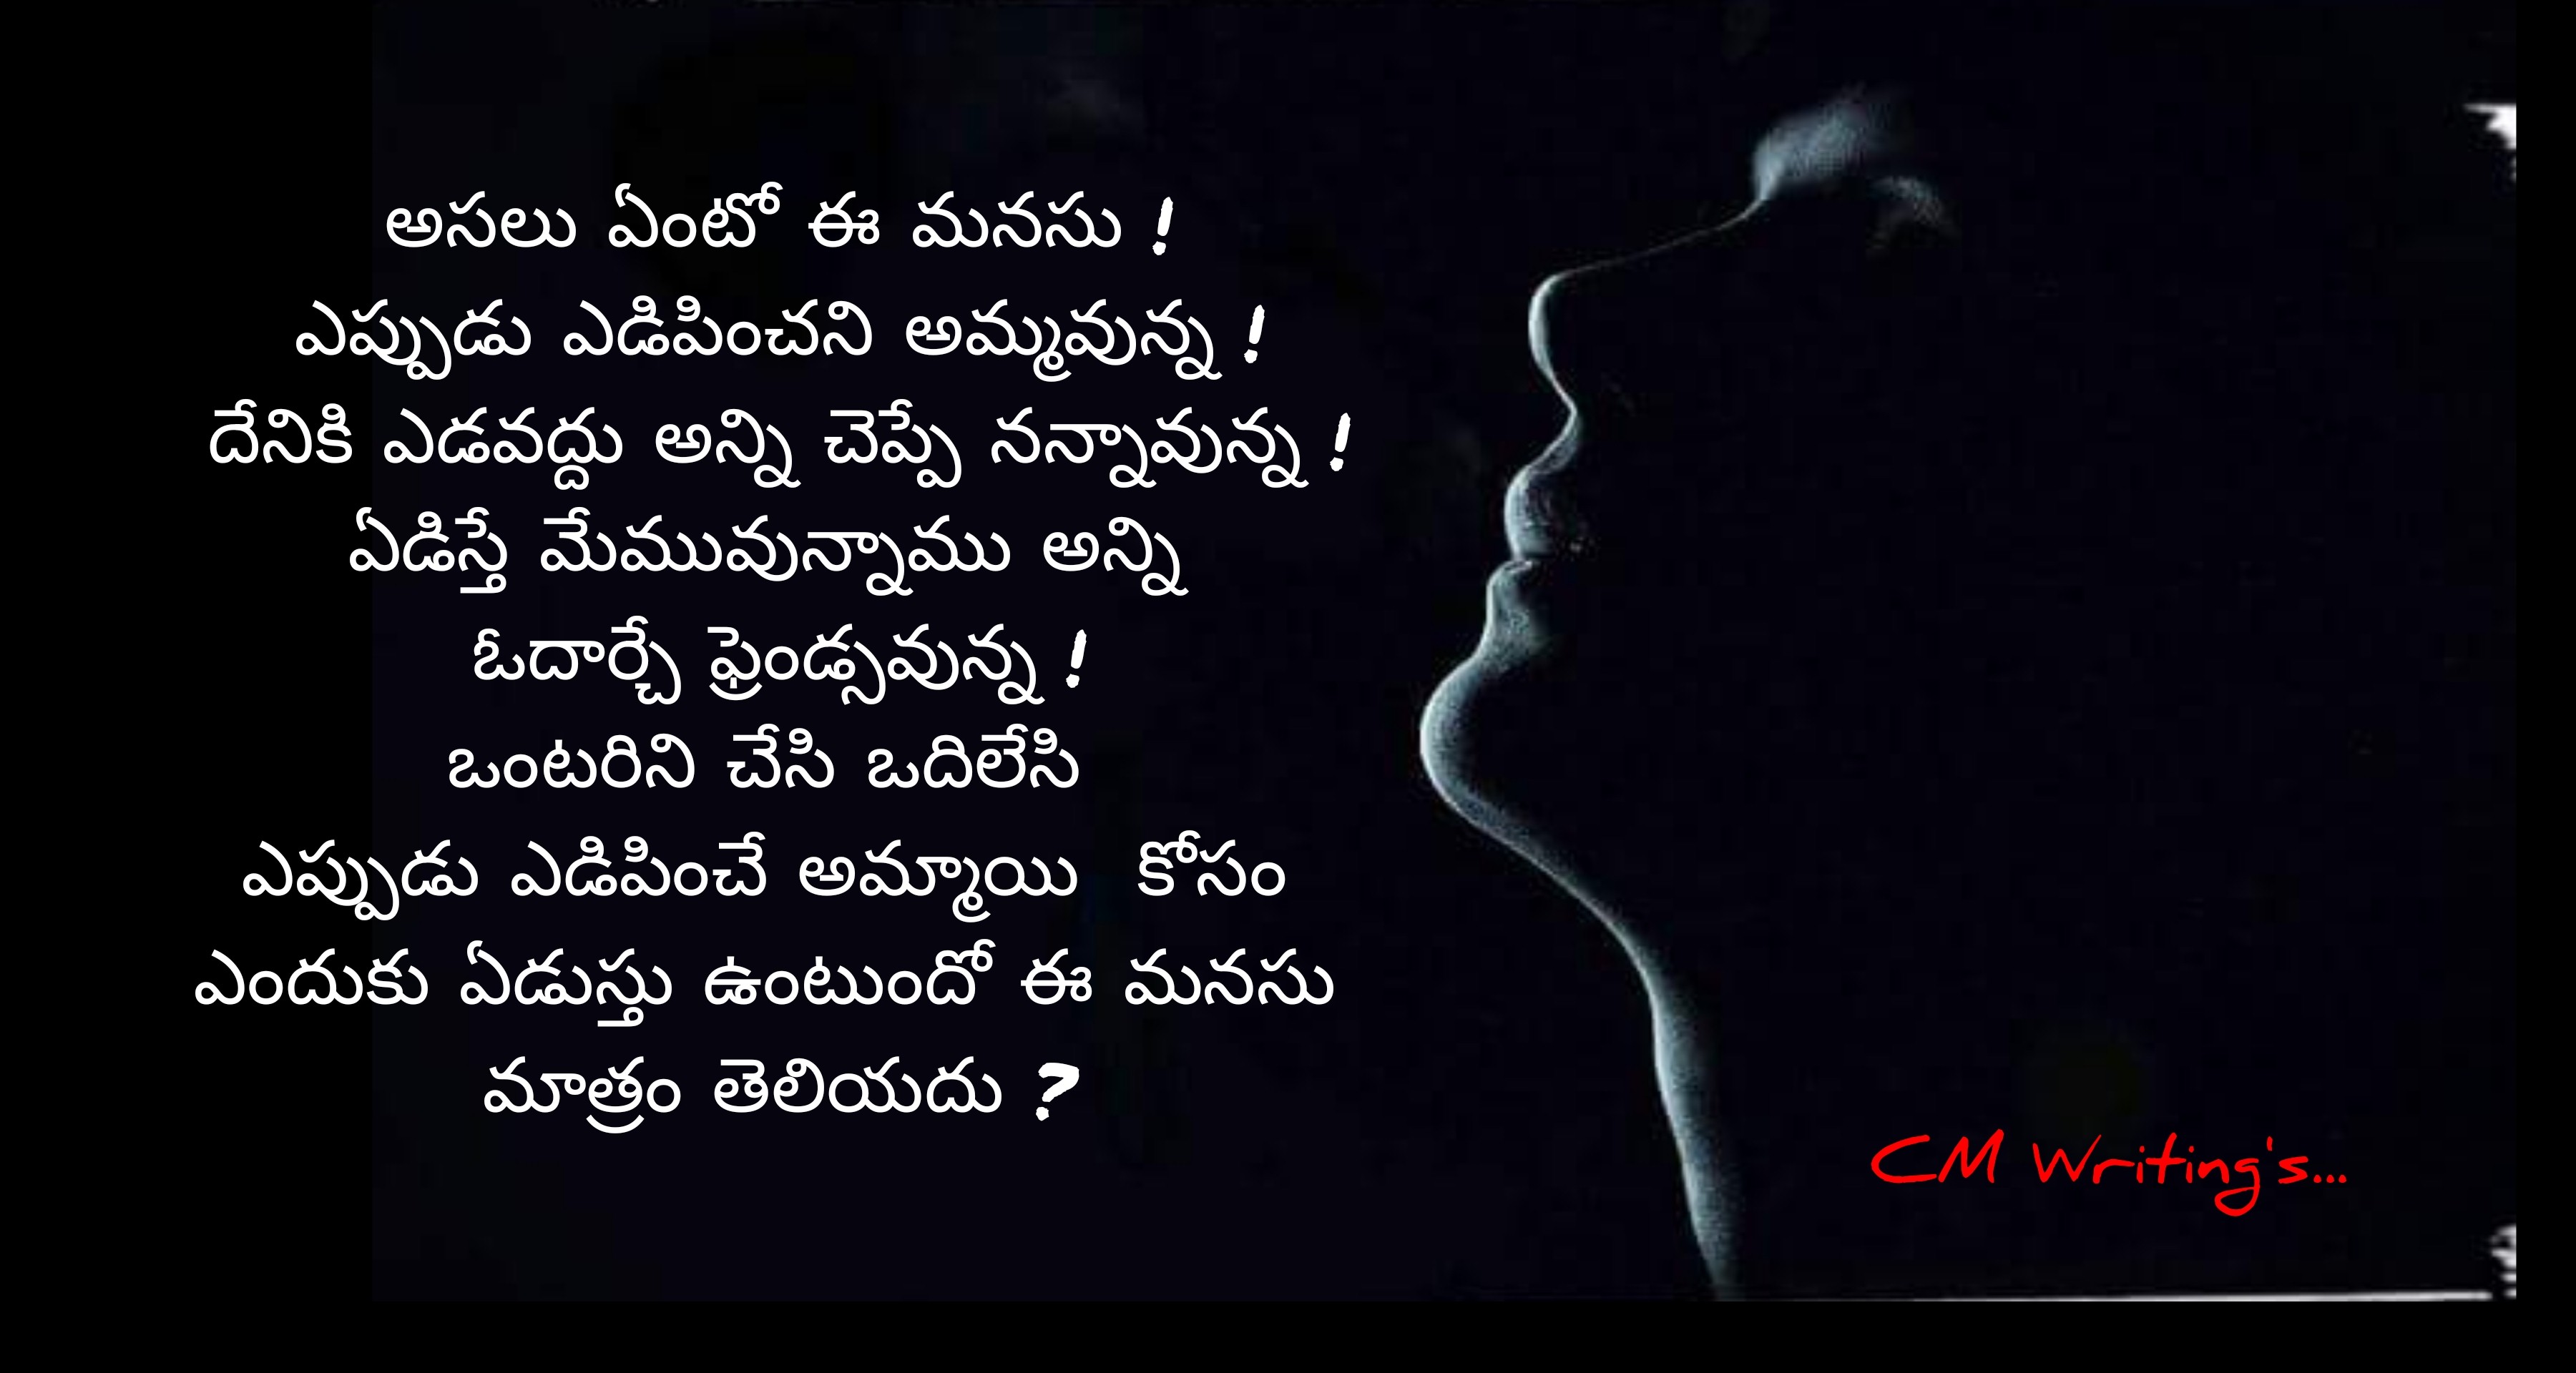 అసలు ఏంటో ఈ మనసు !
ఎప్పుడు ఎడిపించని అమ్మవున్న !
దేనికి ఎడవద్దు అన్ని చెప్పే నన్నావున్న !
ఏడిస్తే మేమువున్నాము అన్ని
ఓదార్చే ఫ్రెండ్సవున్న !
ఒంటరిని చేసి ఒదిలేసి
ఎప్పుడు ఎడిపించే అమ్మాయి కోసం
ఎందుకు ఏడుస్తు ఉంటుందో ఈ మనసు
మాత్రం తెలియదు ?
CM Writing's...